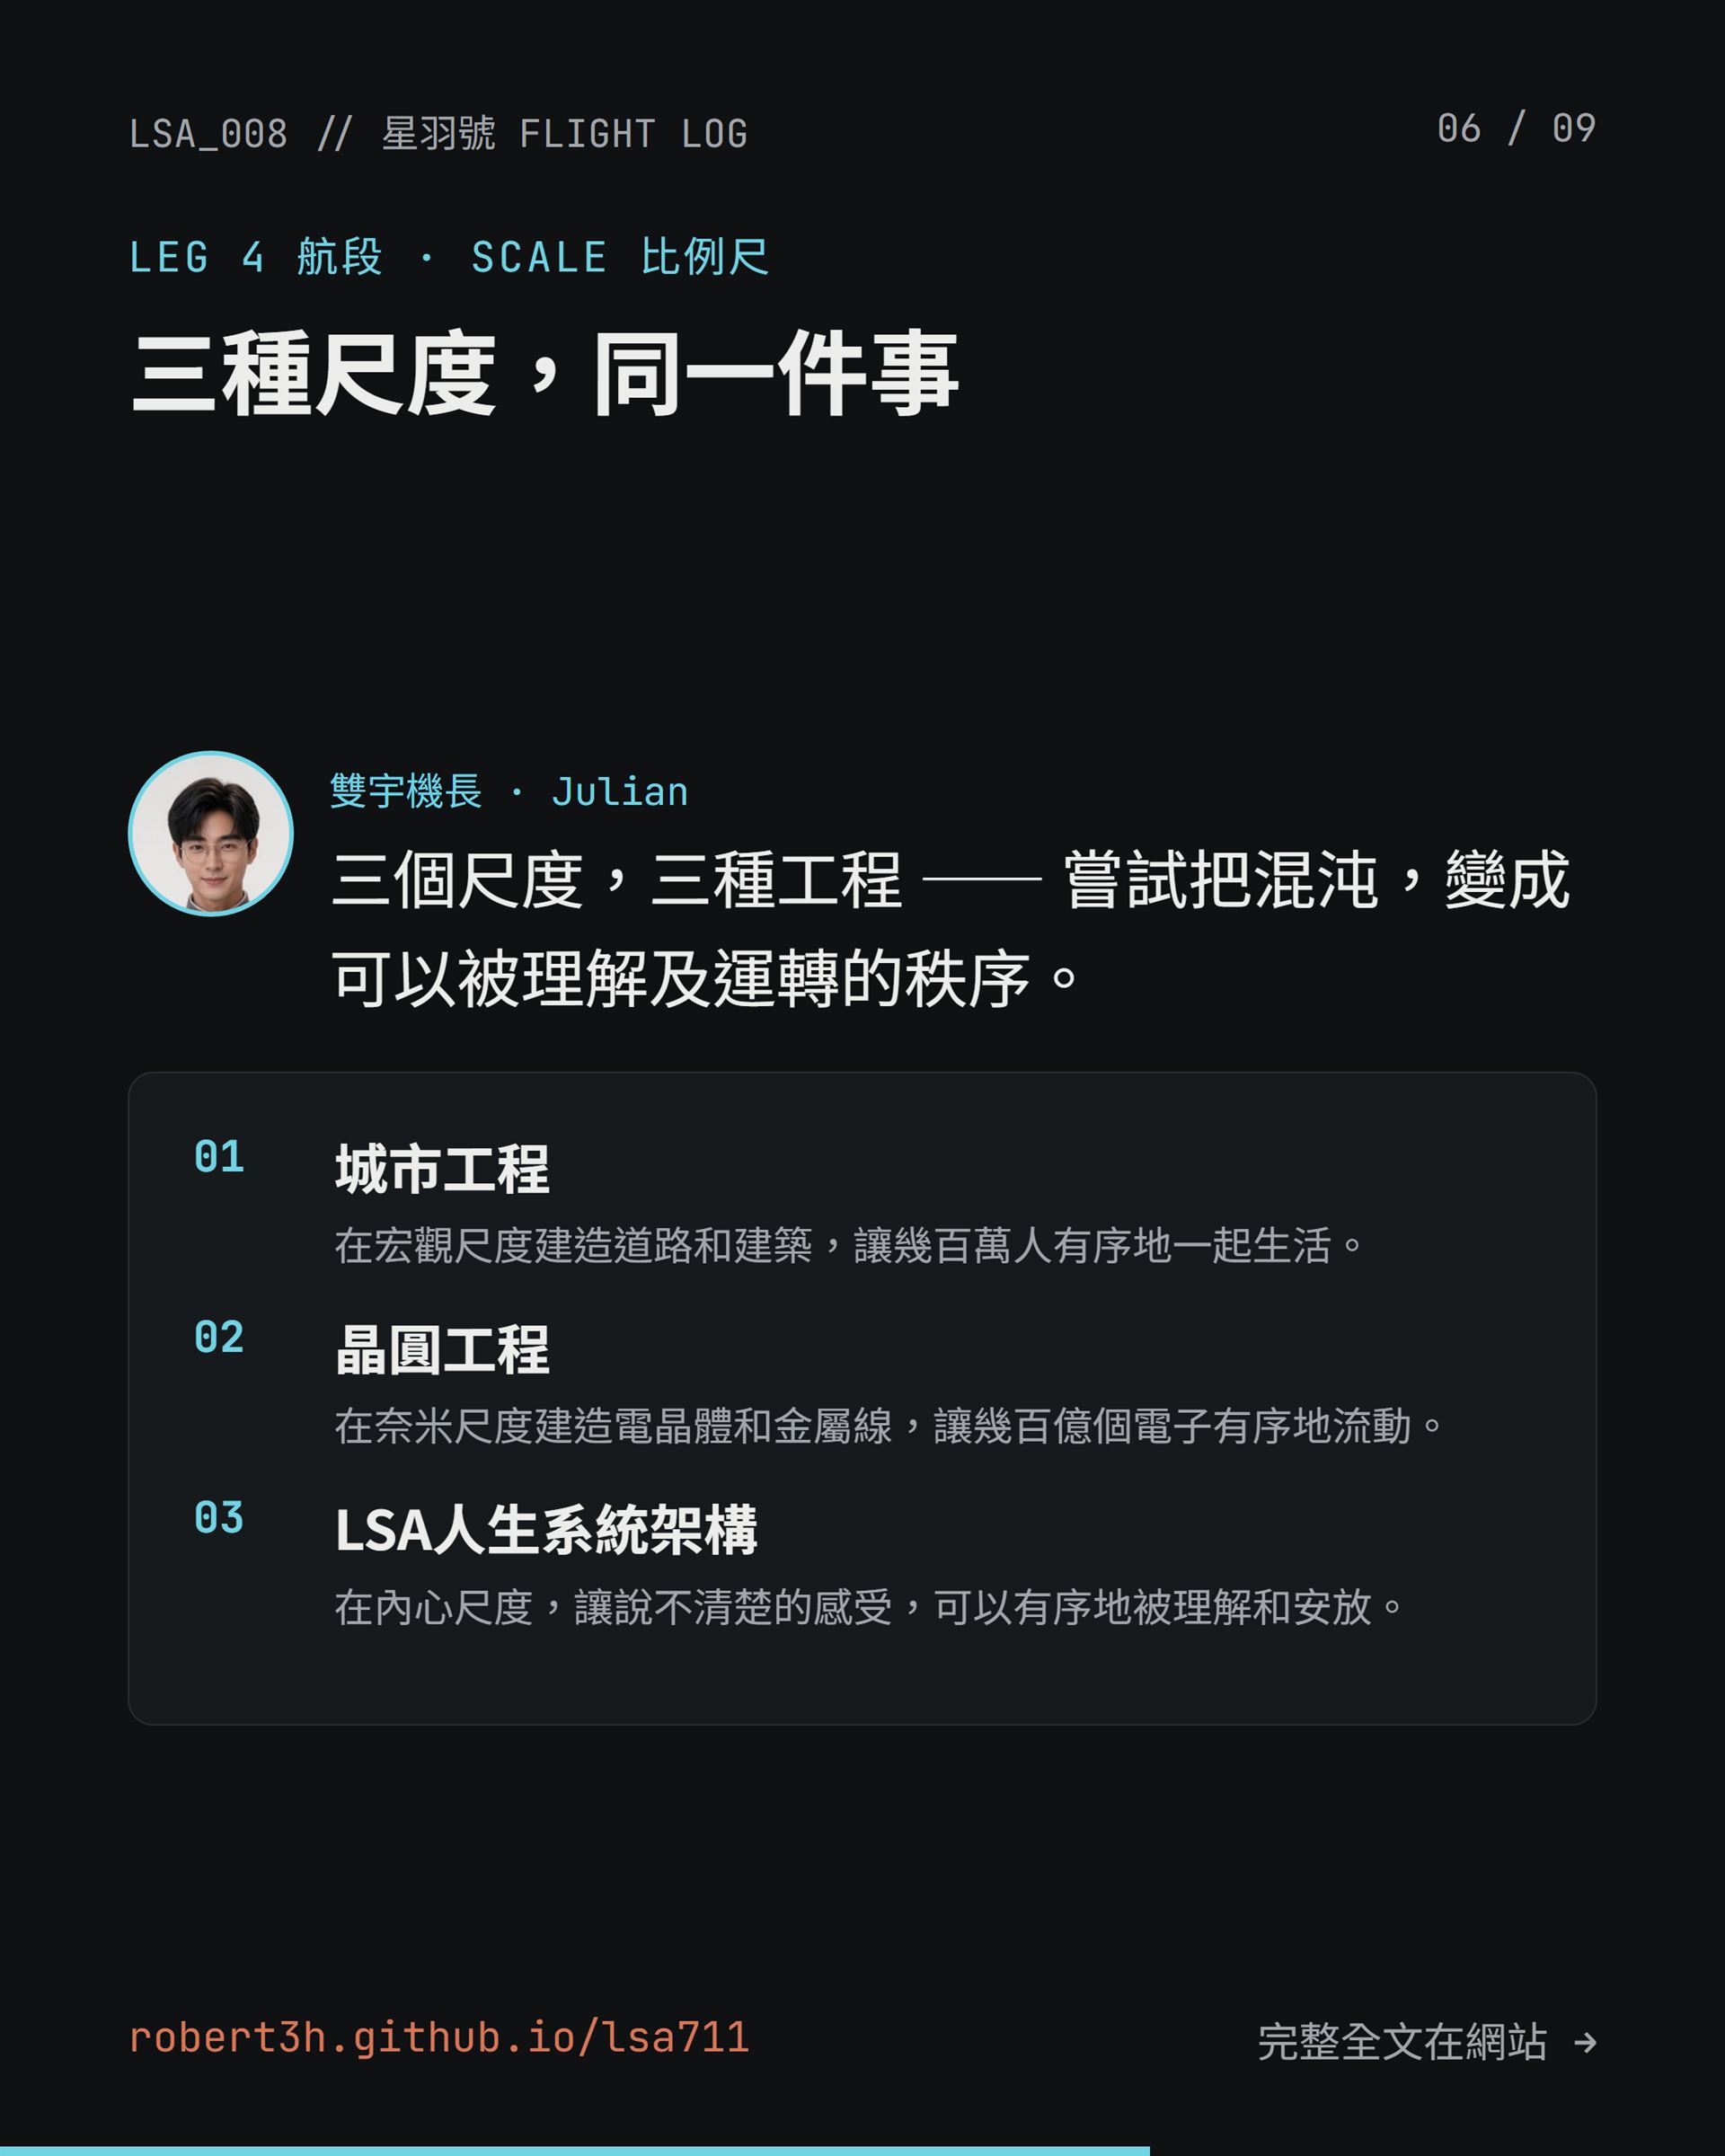 LSA_008 // 星羽號 FLIGHT LOG
06 / 09
LEG 4 航段 · SCALE 比例尺
三種尺度，同一件事
雙宇機長 · Julian
三個尺度，三種工程 —— 嘗試把混沌，變成
可以被理解及運轉的秩序。
01
城市工程
在宏觀尺度建造道路和建築，讓幾百萬人有序地一起生活。
02
晶圓工程
在奈米尺度建造電晶體和金屬線，讓幾百億個電子有序地流動。
03
LSA人生系統架構
在內心尺度，讓說不清楚的感受，可以有序地被理解和安放。
robert3h.github.io/lsa711
完整全文在網站 →